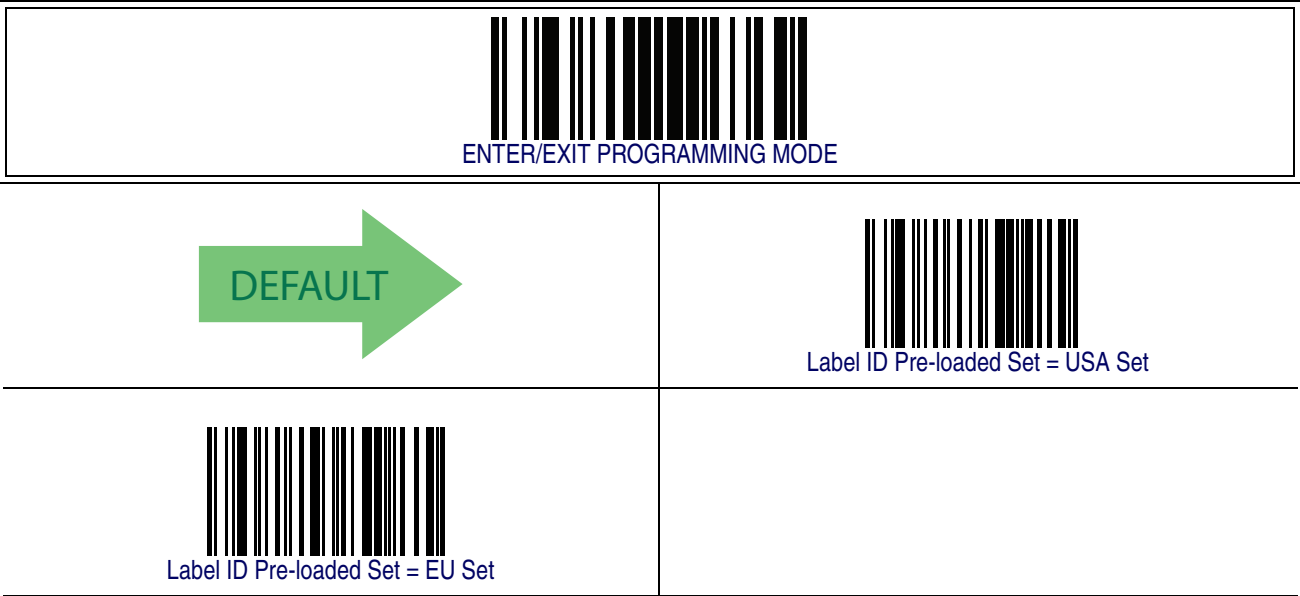 ENTER/EXIT PROGRAMMING MODE
DEFAULT
Label ID Pre-loaded Set = USA Set
Label ID Pre-loaded Set = EU Set